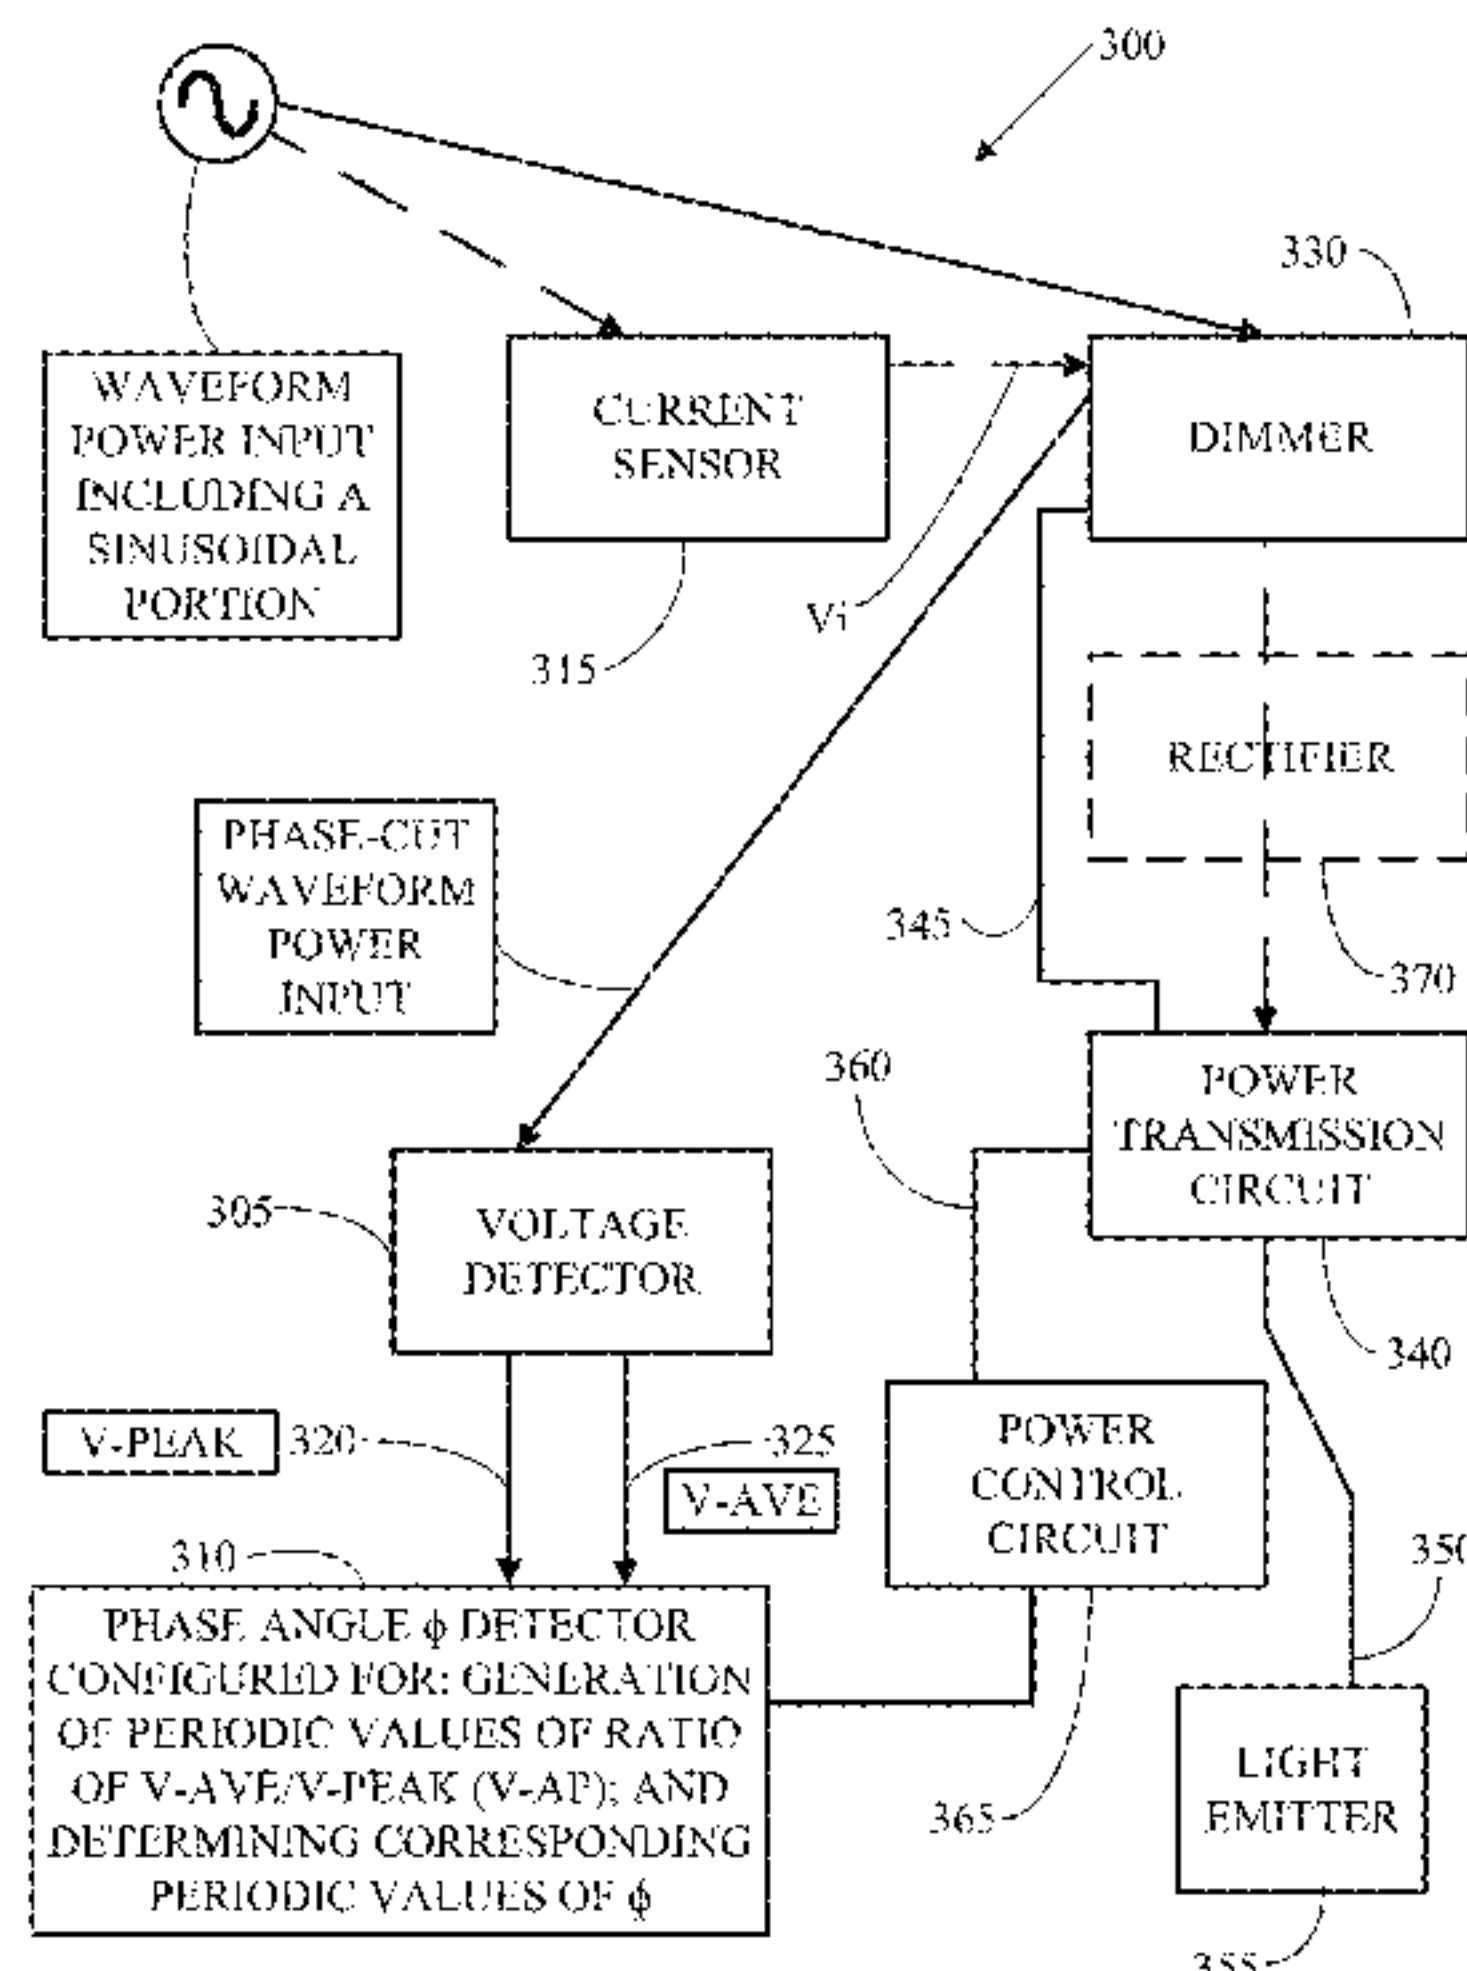 300
330
WAVEFORM
POWER INPUT
INCLUDING A
SINUSOIDAL
PORTION
CURRENT
SENSOR
DIMMER
Vi
315
RECTIFIER
PHASE-CUT
WAVEFORM
POWER
INPUT
345
370
360
POWER
TRANSMISSION
CIRCUIT
305
VOLTAGE
DETECTOR
340
V-PEAK
320
325
V-AVE
POWER
CONTROL
CIRCUIT
310
350
PHASE ANGLE ϕ DETECTOR
CONFIGURED FOR: GENERATION
OF PERIODIC VALUES OF RATIO
OF V-AVE/V-PEAK (V-AP); AND
DETERMINING CORRESPONDING
PERIODIC VALUES OF ϕ
365
LIGHT
EMITTER
355